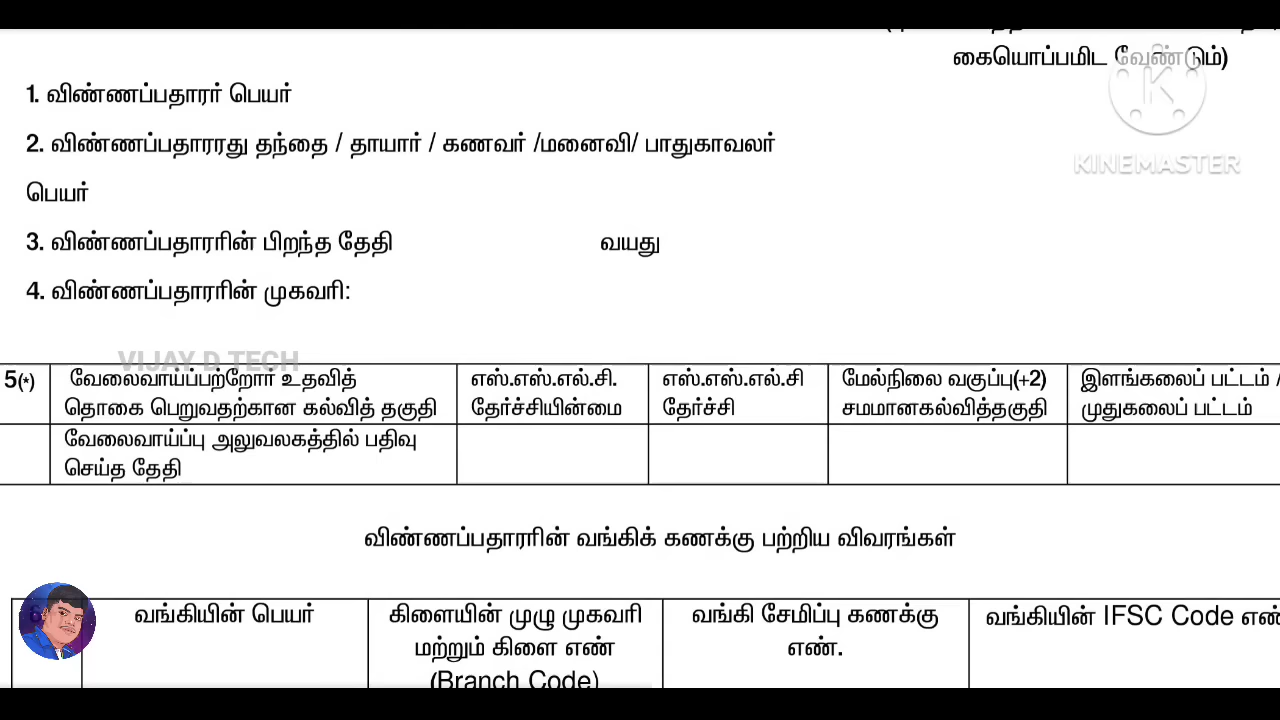 கையொப்பமிட வேண்டும்)
KINEMASTER
1. விண்ணப்பதாரர் பெயர்
2. விண்ணப்பதாரரது தந்தை / தாயார் / கணவர் /மனைவி/ பாதுகாவலர்
பெயர்
3. விண்ணப்பதாரரின் பிறந்த தேதி வயது
4. விண்ணப்பதாரரின் முகவரி:
VIJAY D TECH
5(*) வேலைவாய்ப்பற்றோர் உதவித் எஸ்.எஸ்.எல்.சி. எஸ்.எஸ்.எல்.சி மேல்நிலை வகுப்பு(+2) இளங்கலைப் பட்டம் /
தொகை பெறுவதற்கான கல்வித் தகுதி தேர்ச்சியின்மை தேர்ச்சி சமமானகல்வித்தகுதி முதுகலைப் பட்டம்
வேலைவாய்ப்பு அலுவலகத்தில் பதிவு
செய்த தேதி
விண்ணப்பதாரரின் வங்கிக் கணக்கு பற்றிய விவரங்கள்
வங்கியின் பெயர் கிளையின் முழு முகவரி வங்கி சேமிப்பு கணக்கு வங்கியின் IFSC Code எண்
மற்றும் கிளை எண் எண்.
(Branch Code)